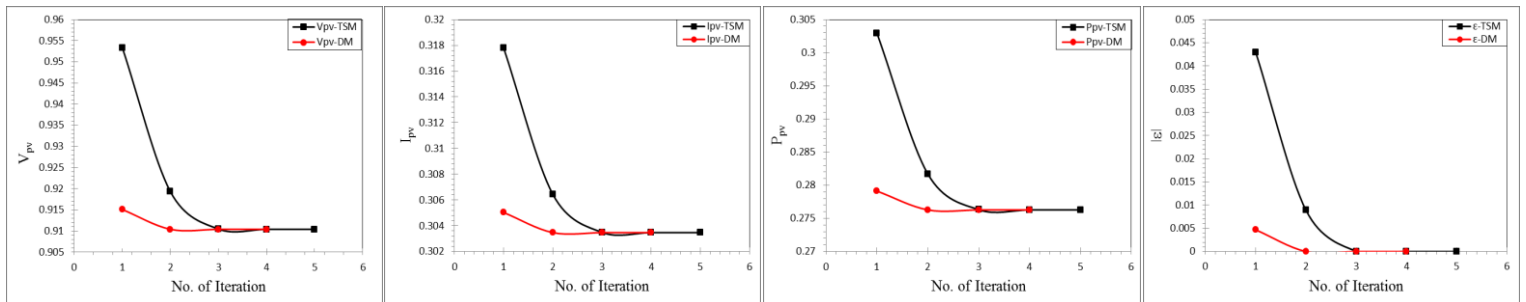 0.96
0.955
0.95
0.945
0.94
0.935
0.93
0.925
0.92
0.915
0.91
0.905
V_pv
0 1 2 3 4 5 6
No. of Iteration
Vpv-TSM
Vpv-DM
0.32
0.318
0.316
0.314
0.312
0.31
0.308
0.306
0.304
0.302
I_pv
0 1 2 3 4 5 6
No. of Iteration
Ipv-TSM
Ipv-DM
0.305
0.3
0.295
0.29
0.285
0.28
0.275
0.27
P_pv
0 1 2 3 4 5 6
No. of Iteration
Ppv-TSM
Ppv-DM
0.05
0.045
0.04
0.035
0.03
0.025
0.02
0.015
0.01
0.005
0
|ε|
0 1 2 3 4 5 6
No. of Iteration
ε-TSM
ε-DM